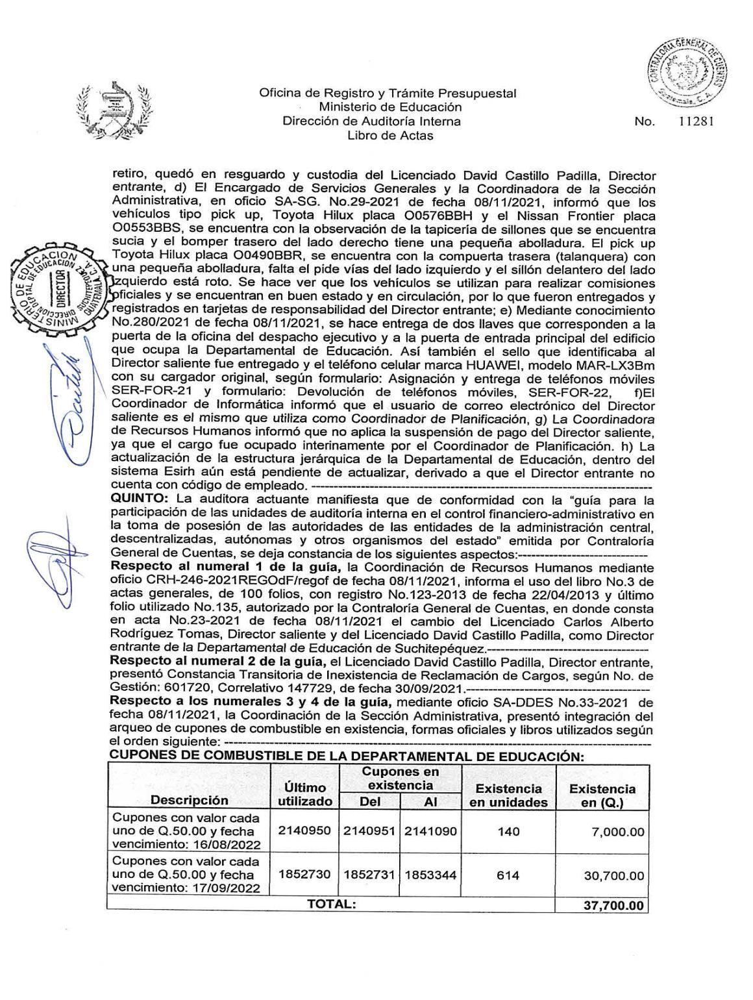 CONTRALORIA GENERAL DE CUENTAS
Guatemala, C. A.
Oficina de Registro y Trámite Presupuestal
Ministerio de Educación
Dirección de Auditoría Interna
Libro de Actas
No. 11281
retiro, quedó en resguardo y custodia del Licenciado David Castillo Padilla, Director
entrante, d) El Encargado de Servicios Generales y la Coordinadora de la Sección
Administrativa, en oficio SA-SG. No.29-2021 de fecha 08/11/2021, informó que los
vehículos tipo pick up, Toyota Hilux placa O0576BBH y el Nissan Frontier placa
O0553BBS, se encuentra con la observación de la tapicería de sillones que se encuentra
sucia y el bomper trasero del lado derecho tiene una pequeña abolladura. El pick up
Toyota Hilux placa O0490BBR, se encuentra con la compuerta trasera (talanquera) con
una pequeña abolladura, falta el pide vías del lado izquierdo y el sillón delantero del lado
izquierdo está roto. Se hace ver que los vehículos se utilizan para realizar comisiones
oficiales y se encuentran en buen estado y en circulación, por lo que fueron entregados y
registrados en tarjetas de responsabilidad del Director entrante; e) Mediante conocimiento
No.280/2021 de fecha 08/11/2021, se hace entrega de dos llaves que corresponden a la
puerta de la oficina del despacho ejecutivo y a la puerta de entrada principal del edificio
que ocupa la Departamental de Educación. Así también el sello que identificaba al
Director saliente fue entregado y el teléfono celular marca HUAWEI, modelo MAR-LX3Bm
con su cargador original, según formulario: Asignación y entrega de teléfonos móviles
SER-FOR-21 y formulario: Devolución de teléfonos móviles, SER-FOR-22, f)El
Coordinador de Informática informó que el usuario de correo electrónico del Director
saliente es el mismo que utiliza como Coordinador de Planificación, g) La Coordinadora
de Recursos Humanos informó que no aplica la suspensión de pago del Director saliente,
ya que el cargo fue ocupado interinamente por el Coordinador de Planificación. h) La
actualización de la estructura jerárquica de la Departamental de Educación, dentro del
sistema Esirh aún está pendiente de actualizar, derivado a que el Director entrante no
cuenta con código de empleado. ----------------------------------------------------------------------------
QUINTO: La auditora actuante manifiesta que de conformidad con la “guía para la
participación de las unidades de auditoría interna en el control financiero-administrativo en
la toma de posesión de las autoridades de las entidades de la administración central,
descentralizadas, autónomas y otros organismos del estado” emitida por Contraloría
General de Cuentas, se deja constancia de los siguientes aspectos:-----------------------------
Respecto al numeral 1 de la guía, la Coordinación de Recursos Humanos mediante
oficio CRH-246-2021REGOdF/regof de fecha 08/11/2021, informa el uso del libro No.3 de
actas generales, de 100 folios, con registro No.123-2013 de fecha 22/04/2013 y último
folio utilizado No.135, autorizado por la Contraloría General de Cuentas, en donde consta
en acta No.23-2021 de fecha 08/11/2021 el cambio del Licenciado Carlos Alberto
Rodríguez Tomas, Director saliente y del Licenciado David Castillo Padilla, como Director
entrante de la Departamental de Educación de Suchitepéquez.------------------------------------
Respecto al numeral 2 de la guía, el Licenciado David Castillo Padilla, Director entrante,
presentó Constancia Transitoria de Inexistencia de Reclamación de Cargos, según No. de
Gestión: 601720, Correlativo 147729, de fecha 30/09/2021.-----------------------------------------
Respecto a los numerales 3 y 4 de la guía, mediante oficio SA-DDES No.33-2021 de
fecha 08/11/2021, la Coordinación de la Sección Administrativa, presentó integración del
arqueo de cupones de combustible en existencia, formas oficiales y libros utilizados según
el orden siguiente: ------------------------------------------------------------------------------------------------
CUPONES DE COMBUSTIBLE DE LA DEPARTAMENTAL DE EDUCACIÓN:
Descripción | Último utilizado | Cupones en existencia Del | Al | Existencia en unidades | Existencia en (Q.)
Cupones con valor cada
uno de Q.50.00 y fecha 2140950 2140951 2141090 140 7,000.00
vencimiento: 16/08/2022
Cupones con valor cada
uno de Q.50.00 y fecha 1852730 1852731 1853344 614 30,700.00
vencimiento: 17/09/2022
TOTAL: 37,700.00
MINISTERIO DE EDUCACION
DIRECTOR